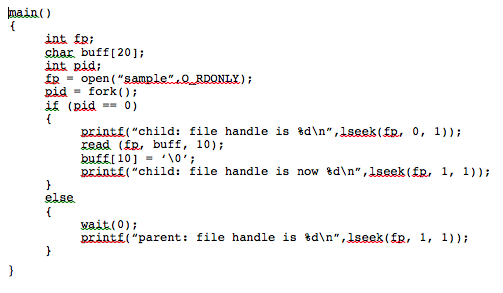 main()
{
int fp;
char buff[20];
int pid;
fp = open(“sample”,O_RDONLY);
pid = fork();
if (pid == 0)
{
printf(“child: file handle is %d\n”,lseek(fp, 0, 1));
read (fp, buff, 10);
buff[10] = ‘\0’;
printf(“child: file handle is now %d\n”,lseek(fp, 1, 1));
}
else
{
wait(0);
printf(“parent: file handle is %d\n”,lseek(fp, 1, 1));
}
}